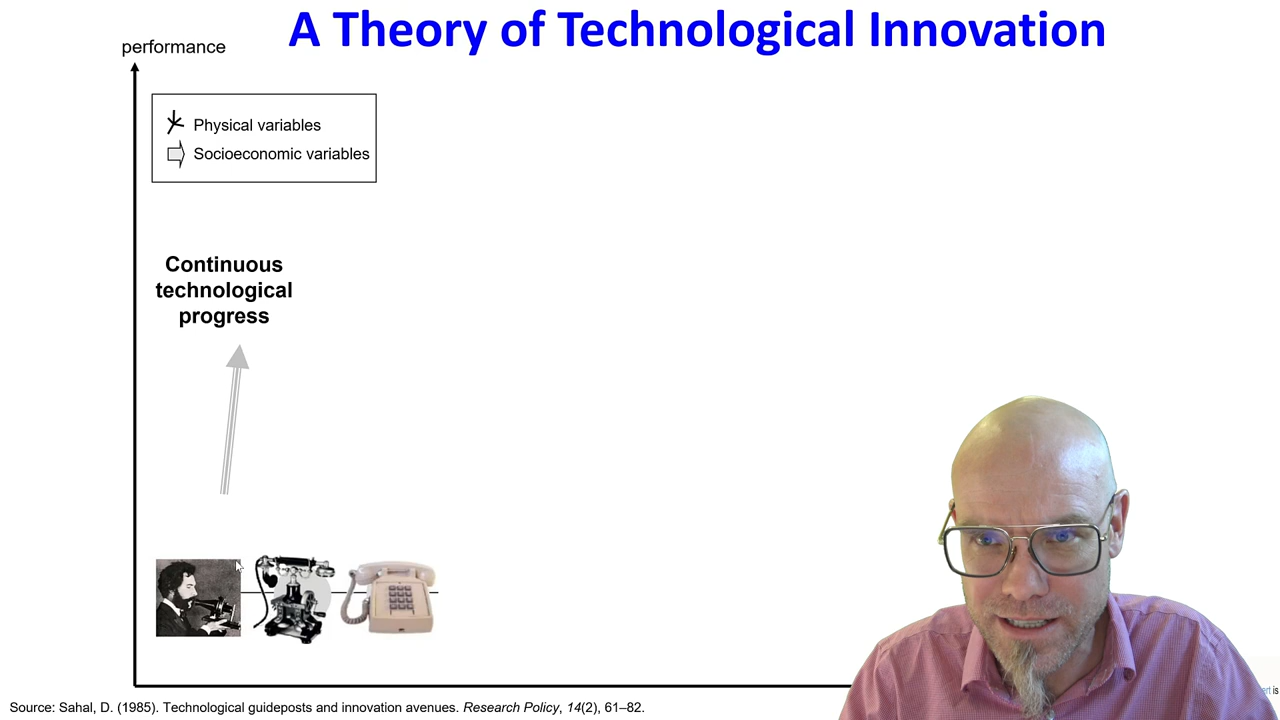 A Theory of Technological Innovation
performance
Physical variables
Socioeconomic variables
Continuous
technological
progress
is
Source: Sahal, D. (1985). Technological guideposts and innovation avenues. Research Policy, 14(2), 61–82.